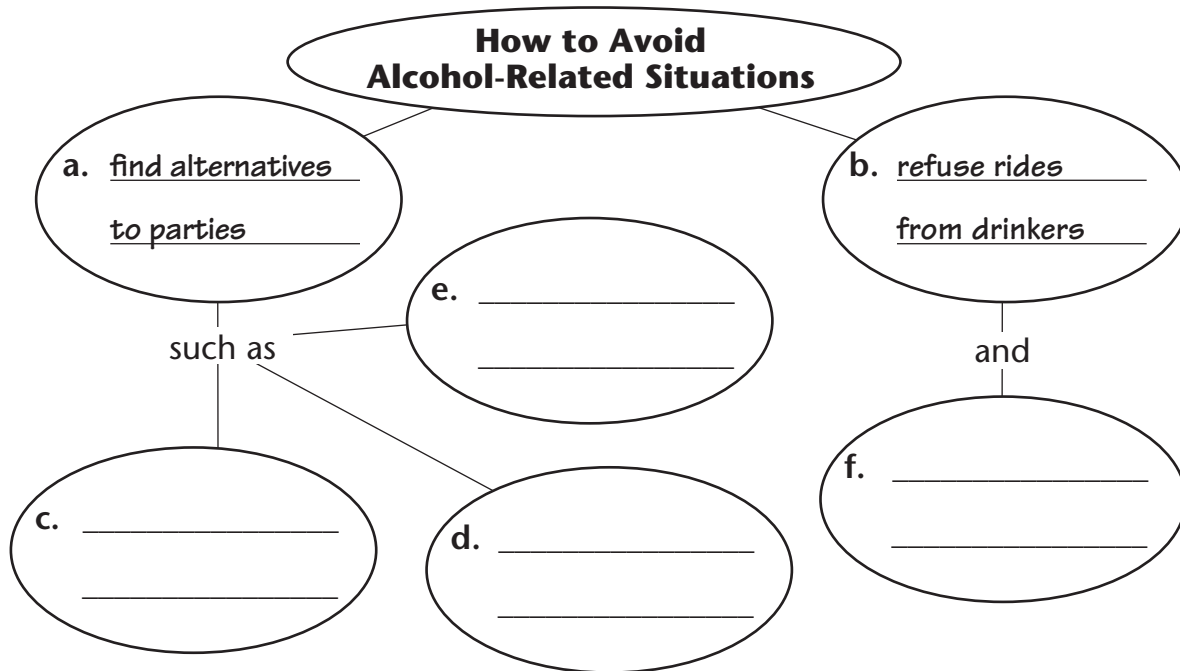 How to Avoid
Alcohol-Related Situations
a. find alternatives
to parties
b. refuse rides
from drinkers
e.
such as
and
c.
d.
f.